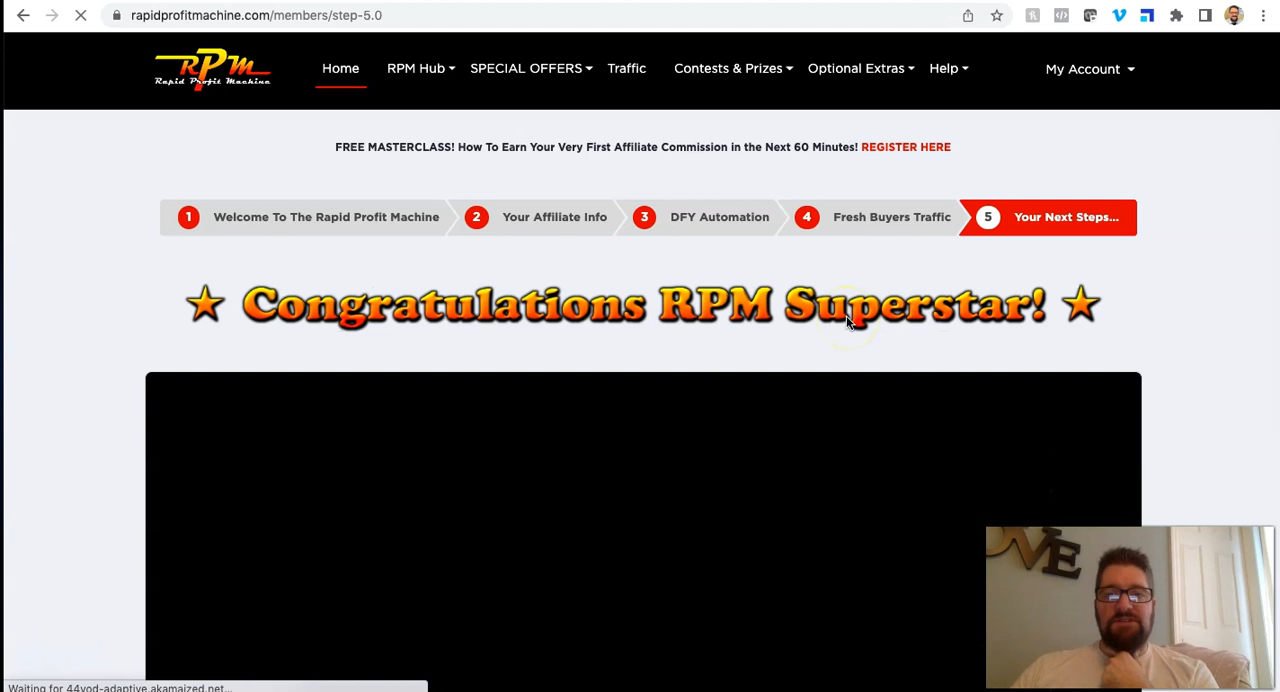 rapidprofitmachine.com/members/step-5.0
RPM
Rapid Profit Machine
Home
RPM Hub
SPECIAL OFFERS
Traffic
Contests & Prizes
Optional Extras
Help
My Account
FREE MASTERCLASS! How To Earn Your Very First Affiliate Commission in the Next 60 Minutes! REGISTER HERE
1 Welcome To The Rapid Profit Machine
2 Your Affiliate Info
3 DFY Automation
4 Fresh Buyers Traffic
5 Your Next Steps...
Congratulations RPM Superstar!
OVE
Waiting for 44vod-adaptive.akamaized.net...